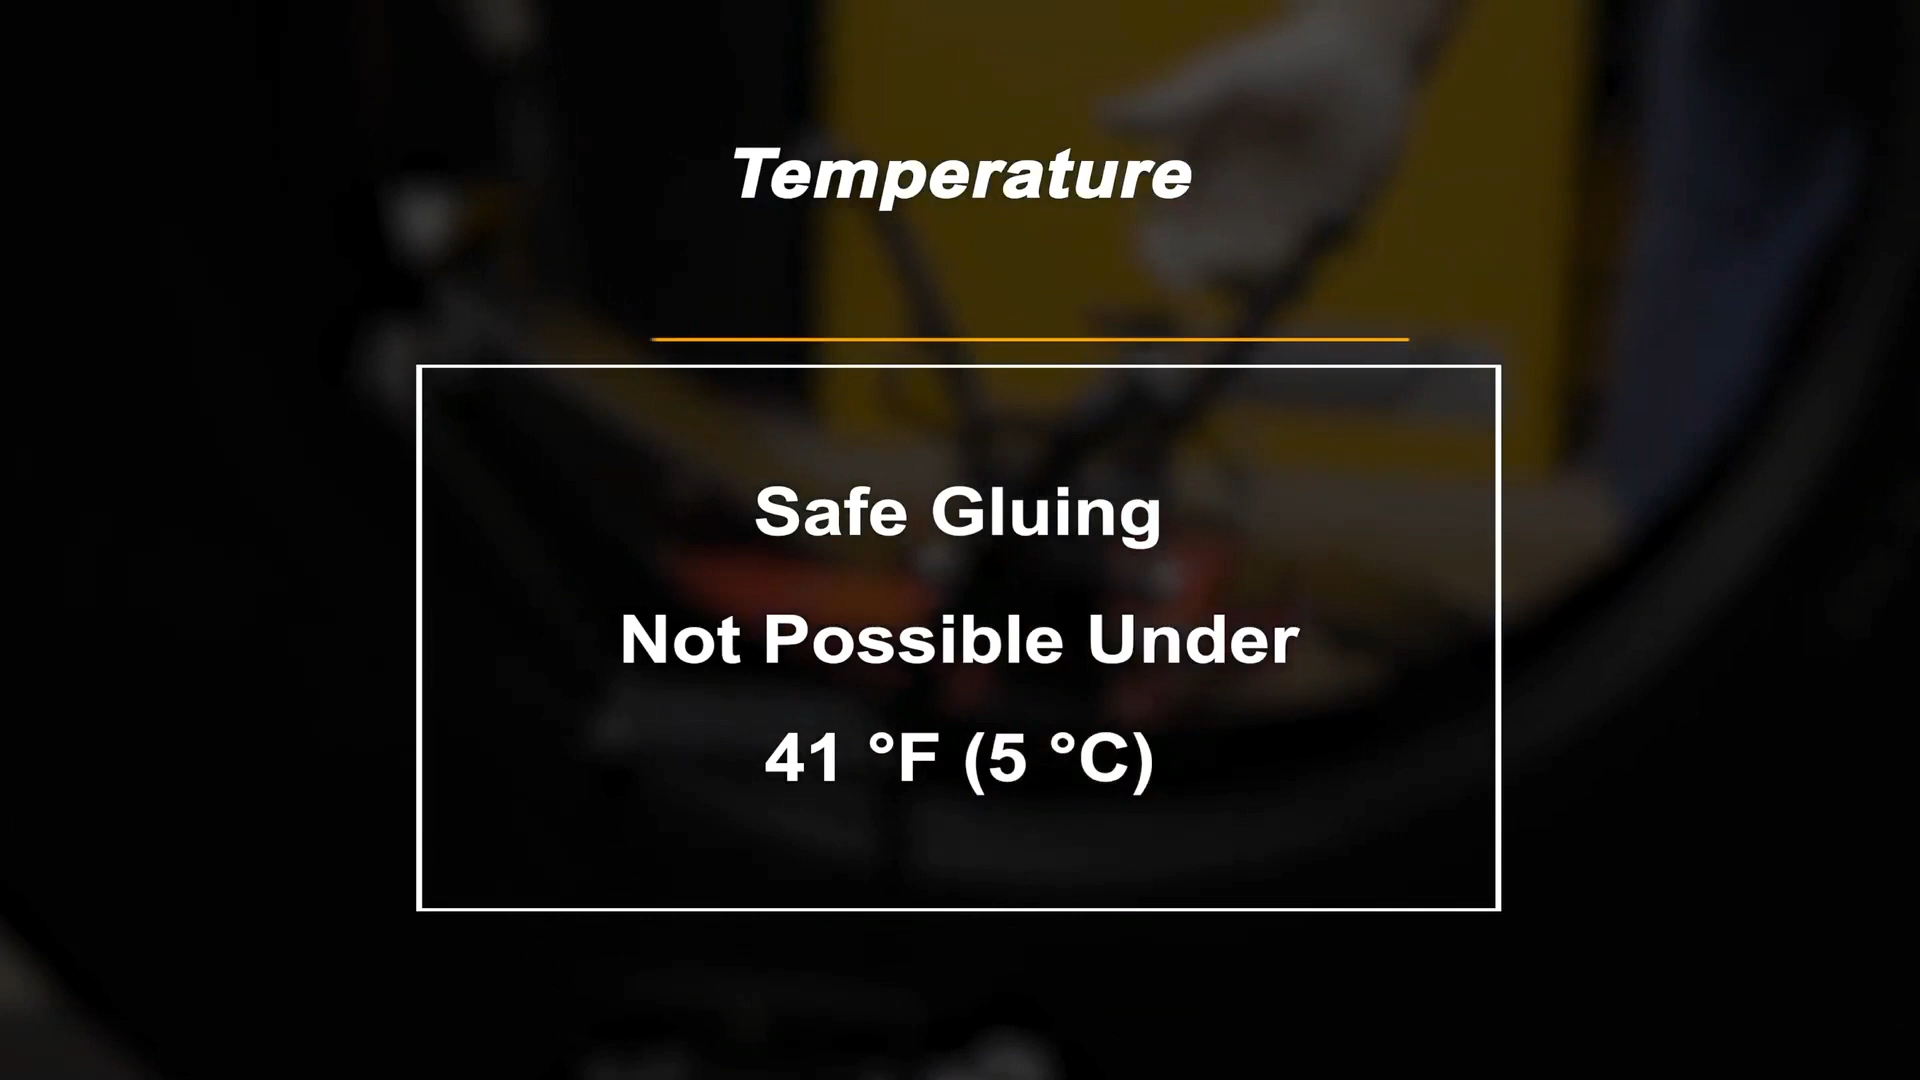 Temperature
Safe Gluing
Not Possible Under
41 °F (5 °C)